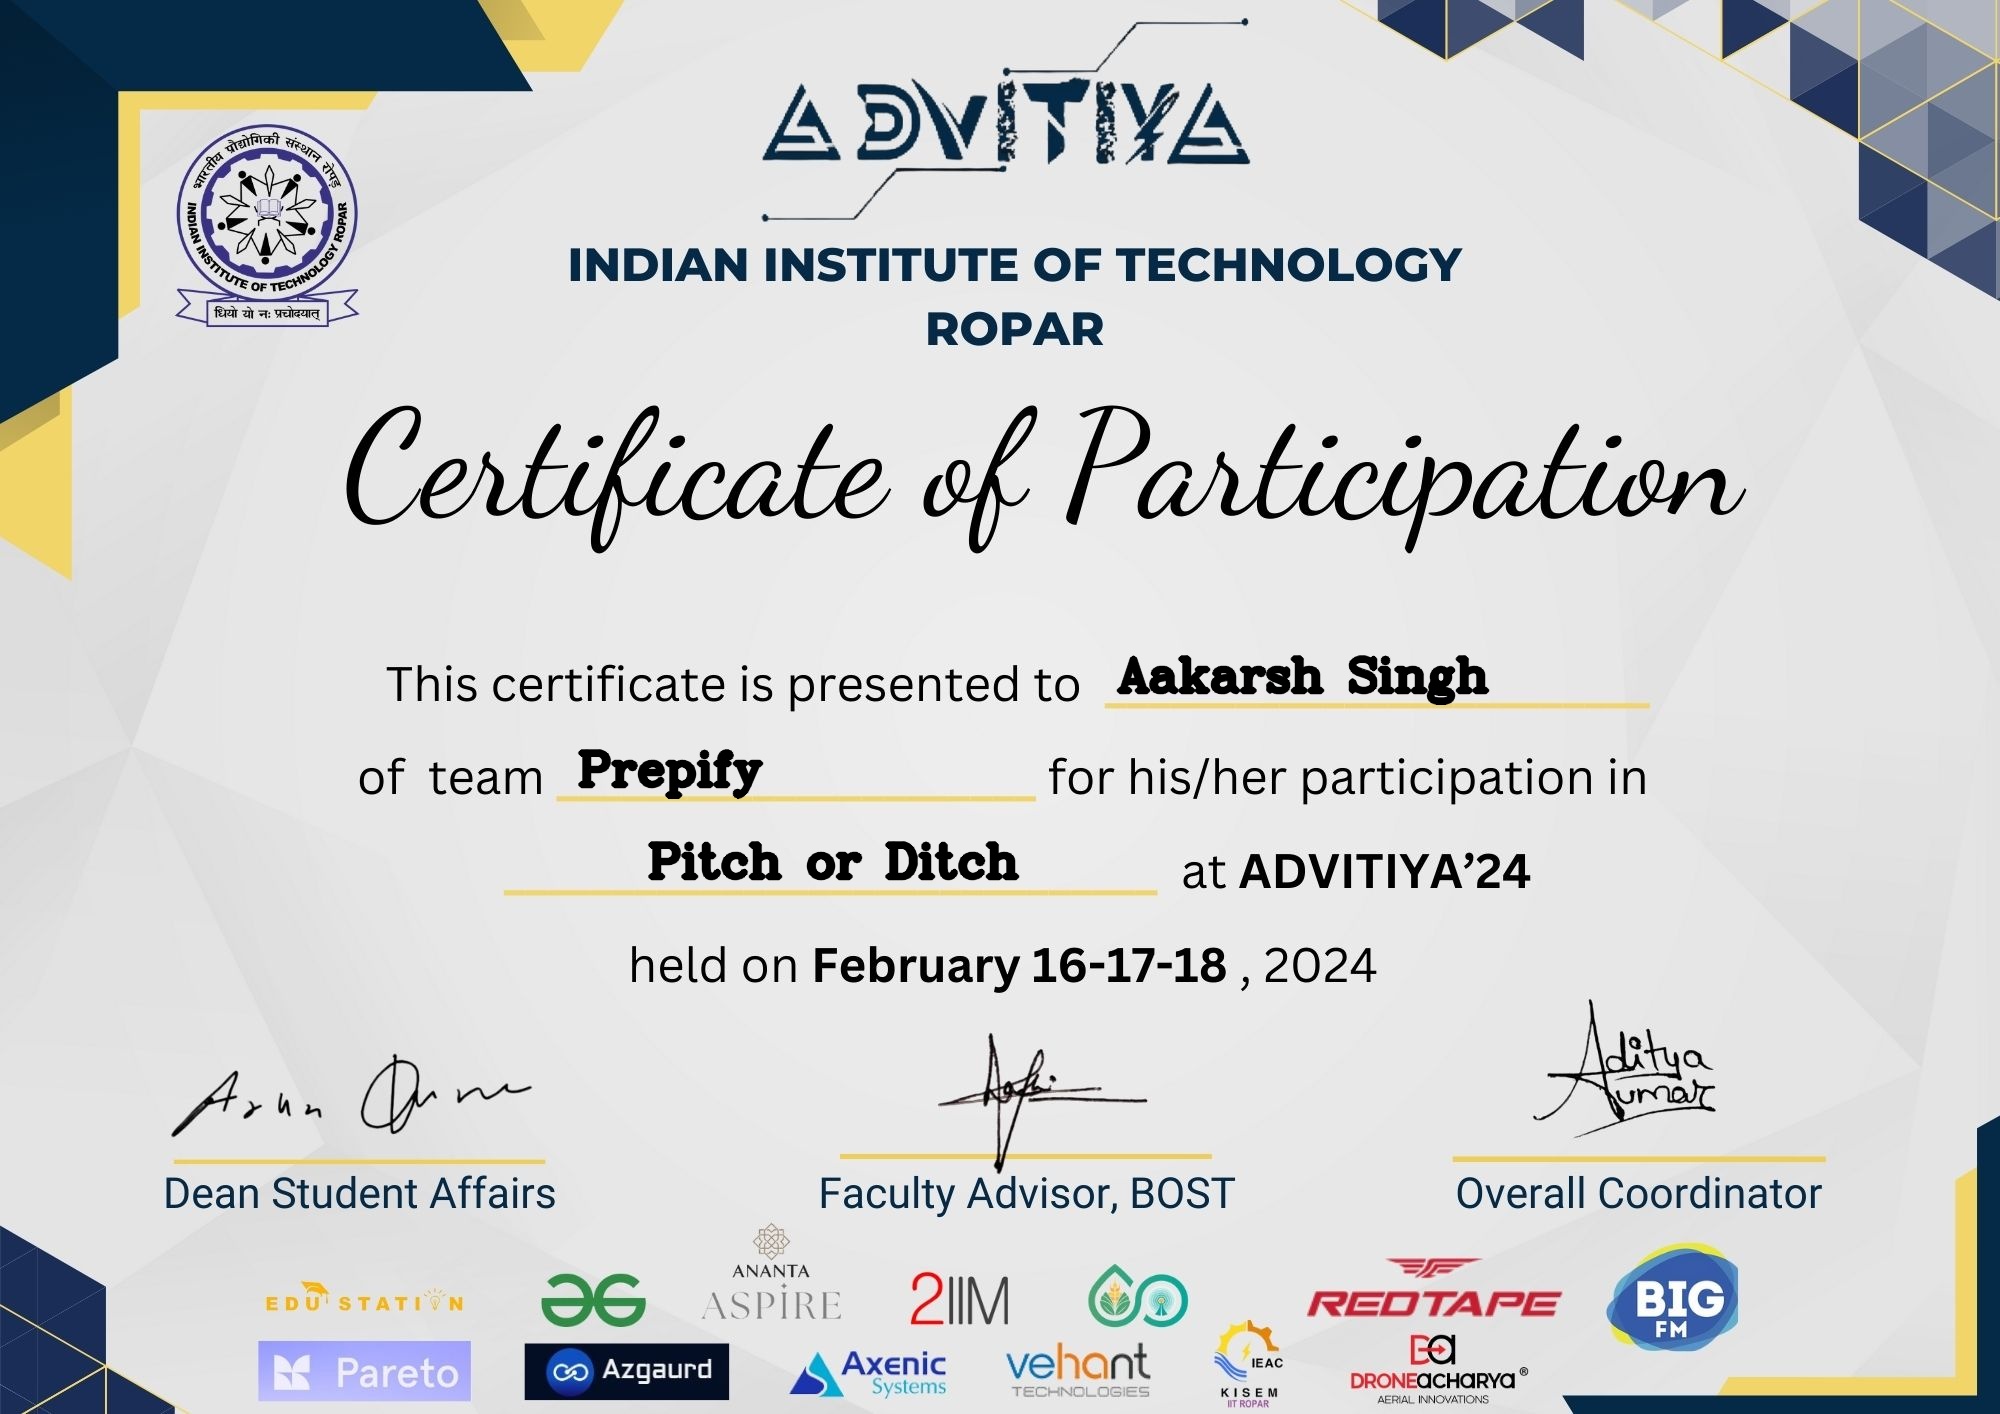 ADVITIYA
भारतीय प्रौद्योगिकी संस्थान रोपड़
INDIAN INSTITUTE OF TECHNOLOGY ROPAR
धियो यो नः प्रचोदयात्
INDIAN INSTITUTE OF TECHNOLOGY
ROPAR
Certificate of Participation
This certificate is presented to Aakarsh Singh
of team Prepify for his/her participation in
Pitch or Ditch at ADVITIYA’24
held on February 16-17-18 , 2024
Aditya
Kumar
Dean Student Affairs
Faculty Advisor, BOST
Overall Coordinator
EDU STATION
ANANTA
ASPIRE
2IIM
REDTAPE
BIG
FM
Pareto
Azgaurd
Axenic
Systems
vehant
TECHNOLOGIES
IEAC
KISEM
IIT ROPAR
DRONEACHARYA®
AERIAL INNOVATIONS